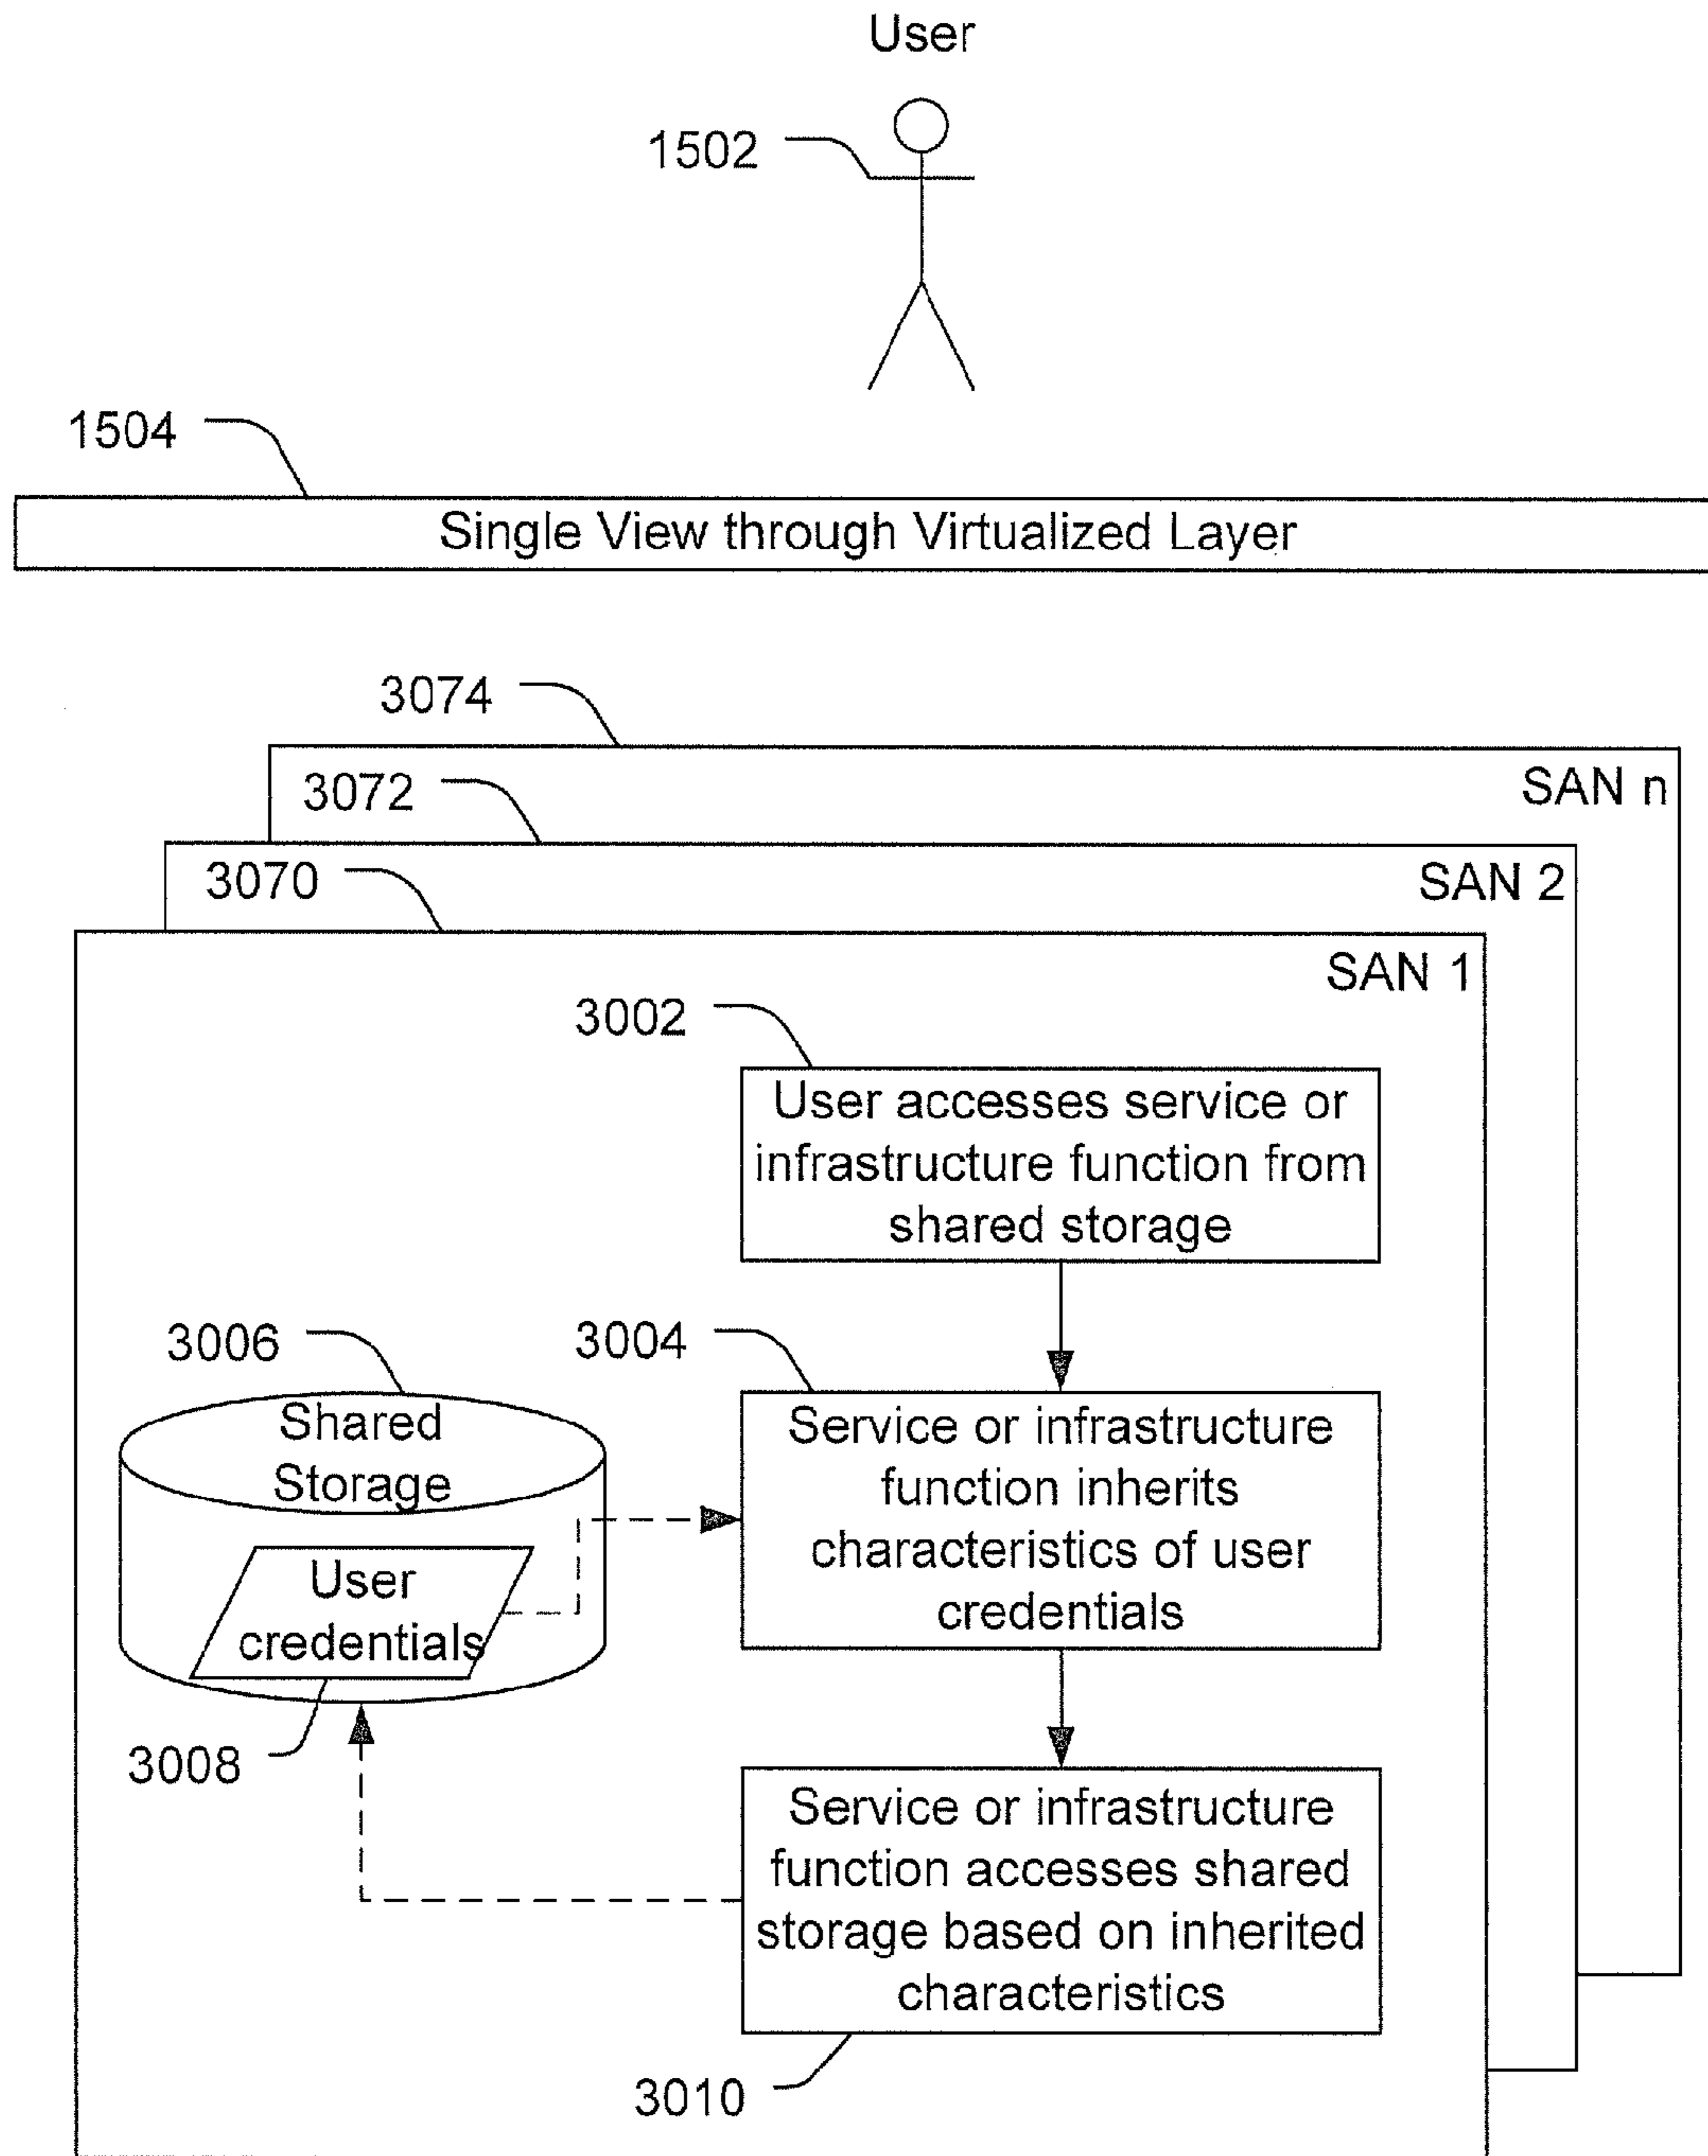 User
1502
1504
Single View through Virtualized Layer
3074
SAN n
3072
SAN 2
3070
SAN 1
3002
User accesses service or
infrastructure function from
shared storage
3006
3004
Shared
Storage
Service or infrastructure
function inherits
characteristics of user
credentials
User
credentials
3008
Service or infrastructure
function accesses shared
storage based on inherited
characteristics
3010